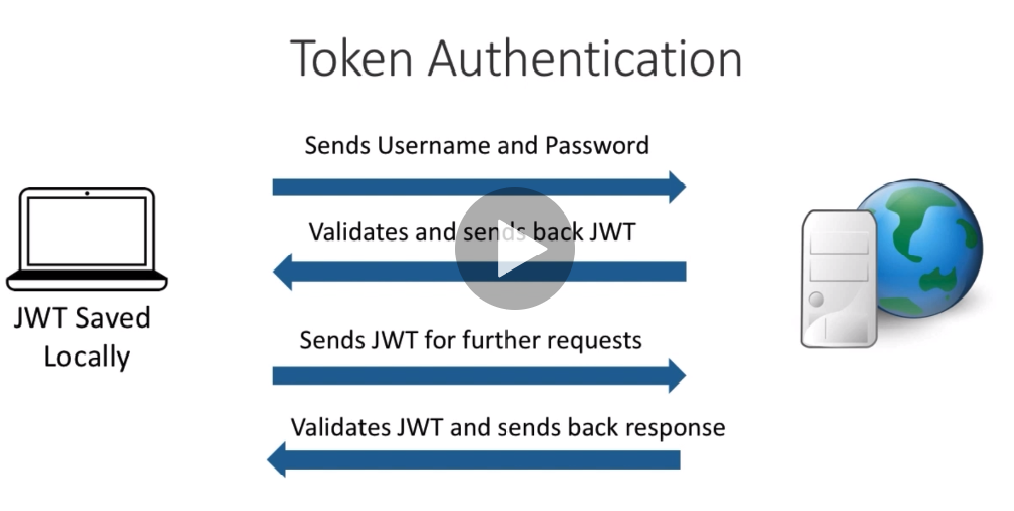 Token Authentication
Sends Username and Password
Validates and sends back JWT
JWT Saved
Locally
Sends JWT for further requests
Validates JWT and sends back response